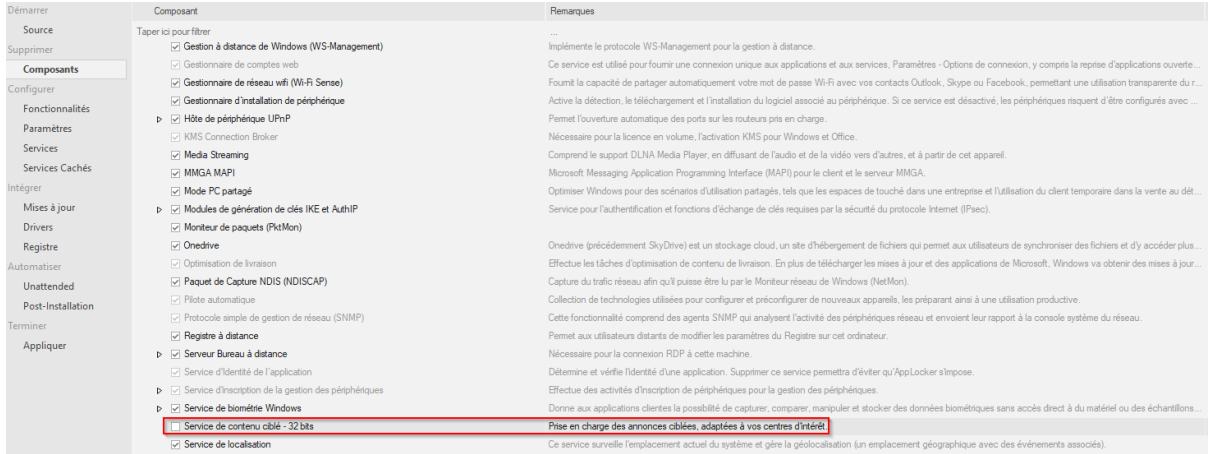 Démarrer
Source
Supprimer
Composants
Configurer
Fonctionnalités
Paramètres
Services
Services Cachés
Intégrer
Mises à jour
Drivers
Registre
Automatiser
Unattended
Post-Installation
Terminer
Appliquer
Composant Remarques
Taper ici pour filtrer ...
Gestion à distance de Windows (WS-Management) Implémente le protocole WS-Management pour la gestion à distance.
Gestionnaire de comptes web Ce service est utilisé pour fournir une connexion unique aux applications et aux services, Paramètres - Options de connexion, y compris la reprise d'applications ouverte...
Gestionnaire de réseau wifi (Wi-Fi Sense) Fournit la capacité de partager automatiquement votre mot de passe Wi-Fi avec vos contacts Outlook, Skype ou Facebook, permettant une utilisation transparente du r...
Gestionnaire d'installation de périphérique Active la détection, le téléchargement et l'installation du logiciel associé au périphérique. Si ce service est désactivé, les périphériques risquent d'être configurés avec ...
Hôte de périphérique UPnP Permet l'ouverture automatique des ports sur les routeurs pris en charge.
KMS Connection Broker Nécessaire pour la licence en volume, l'activation KMS pour Windows et Office.
Media Streaming Comprend le support DLNA Media Player, en diffusant de l'audio et de la vidéo vers d'autres, et à partir de cet appareil.
MMGA MAPI Microsoft Messaging Application Programming Interface (MAPI) pour le client et le serveur MMGA.
Mode PC partagé Optimiser Windows pour des scénarios d'utilisation partagés, tels que les espaces de touché dans une entreprise et l'utilisation du client temporaire dans la vente au dét...
Modules de génération de clés IKE et AuthIP Service pour l'authentification et fonctions d'échange de clés requises par la sécurité du protocole Internet (IPsec).
Moniteur de paquets (PktMon)
Onedrive Onedrive (précédemment SkyDrive) est un stockage cloud, un site d'hébergement de fichiers qui permet aux utilisateurs de synchroniser des fichiers et d'y accéder plus...
Optimisation de livraison Effectue les tâches d'optimisation de contenu de livraison. En plus de télécharger les mises à jour et des applications de Microsoft, Windows va obtenir des mises à jour...
Paquet de Capture NDIS (NDISCAP) Capture du trafic réseau afin qu'il puisse être lu par le Moniteur réseau de Windows (NetMon).
Pilote automatique Collection de technologies utilisées pour configurer et préconfigurer de nouveaux appareils, les préparant ainsi à une utilisation productive.
Protocole simple de gestion de réseau (SNMP) Cette fonctionnalité comprend des agents SNMP qui analysent l'activité des périphériques réseau et envoient leur rapport à la console système du réseau.
Registre à distance Permet aux utilisateurs distants de modifier les paramètres du Registre sur cet ordinateur.
Serveur Bureau à distance Nécessaire pour la connexion RDP à cette machine.
Service d'Identité de l'application Détermine et vérifie l'identité d'une application. Supprimer ce service permettra d'éviter qu'AppLocker s'impose.
Service d'inscription de la gestion des périphériques Effectue des activités d'inscription de périphériques pour la gestion des périphériques.
Service de biométrie Windows Donne aux applications clientes la possibilité de capturer, comparer, manipuler et stocker des données biométriques sans accès direct à du matériel ou des échantillons...
Service de contenu ciblé - 32 bits Prise en charge des annonces ciblées, adaptées à vos centres d'intérêt.
Service de localisation Ce service surveille l'emplacement actuel du système et gère la géolocalisation (un emplacement géographique avec des événements associés).